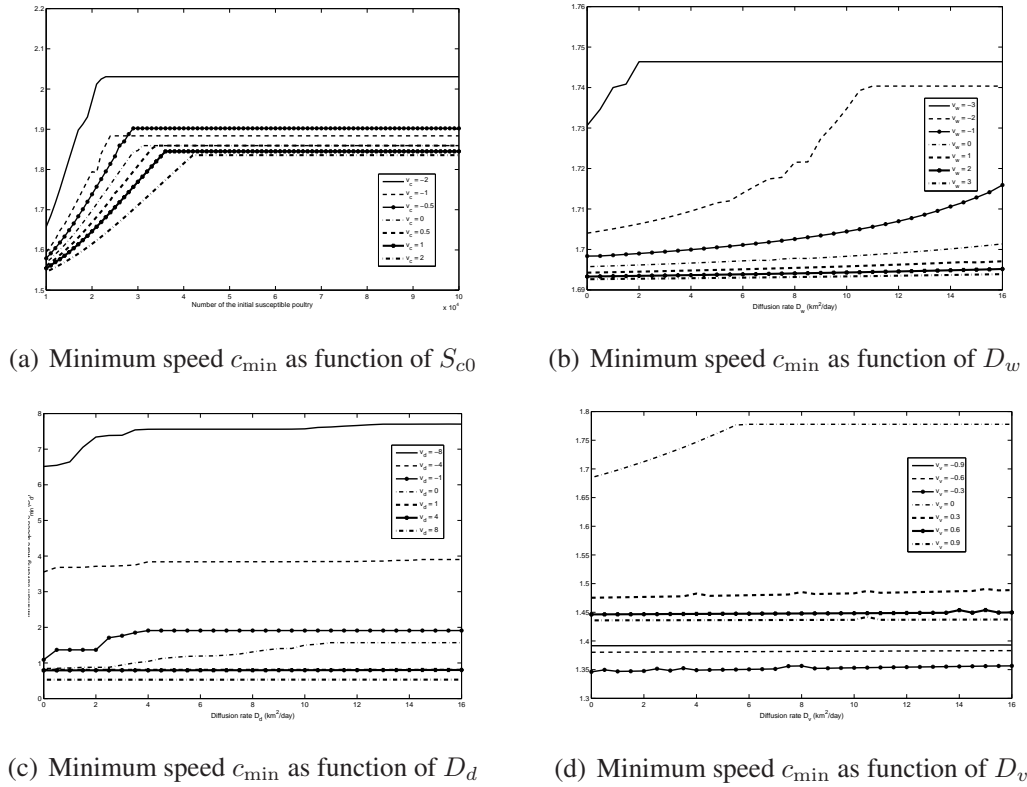 2.2
2.1
2
1.9
1.8
1.7
1.6
1.5
1 2 3 4 5 6 7 8 9 10
x 10⁴
Number of the initial susceptible poultry
v_c = −2
v_c = −1
v_c = −0.5
v_c = 0
v_c = 0.5
v_c = 1
v_c = 2
(a) Minimum speed c_min as function of S_c0
1.76
1.75
1.74
1.73
1.72
1.71
1.7
1.69
0 2 4 6 8 10 12 14 16
Diffusion rate D_w (km²/day)
v_w = −3
v_w = −2
v_w = −1
v_w = 0
v_w = 1
v_w = 2
v_w = 3
(b) Minimum speed c_min as function of D_w
8
7
6
5
4
3
2
1
0
0 2 4 6 8 10 12 14 16
Diffusion rate D_d (km²/day)
v_d = −8
v_d = −4
v_d = −1
v_d = 0
v_d = 1
v_d = 4
v_d = 8
(c) Minimum speed c_min as function of D_d
1.85
1.8
1.75
1.7
1.65
1.6
1.55
1.5
1.45
1.4
1.35
1.3
0 2 4 6 8 10 12 14 16
Diffusion rate D_v (km²/day)
v_v = −0.9
v_v = −0.6
v_v = −0.3
v_v = 0
v_v = 0.3
v_v = 0.6
v_v = 0.9
(d) Minimum speed c_min as function of D_v